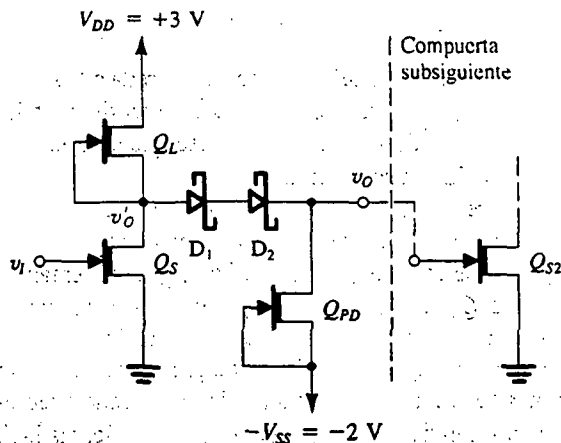 V_DD = +3 V
Compuerta
subsiguiente
Q_L
v_O
v'_O
D_1
D_2
v_I
Q_S
Q_S2
Q_PD
-V_SS = -2 V